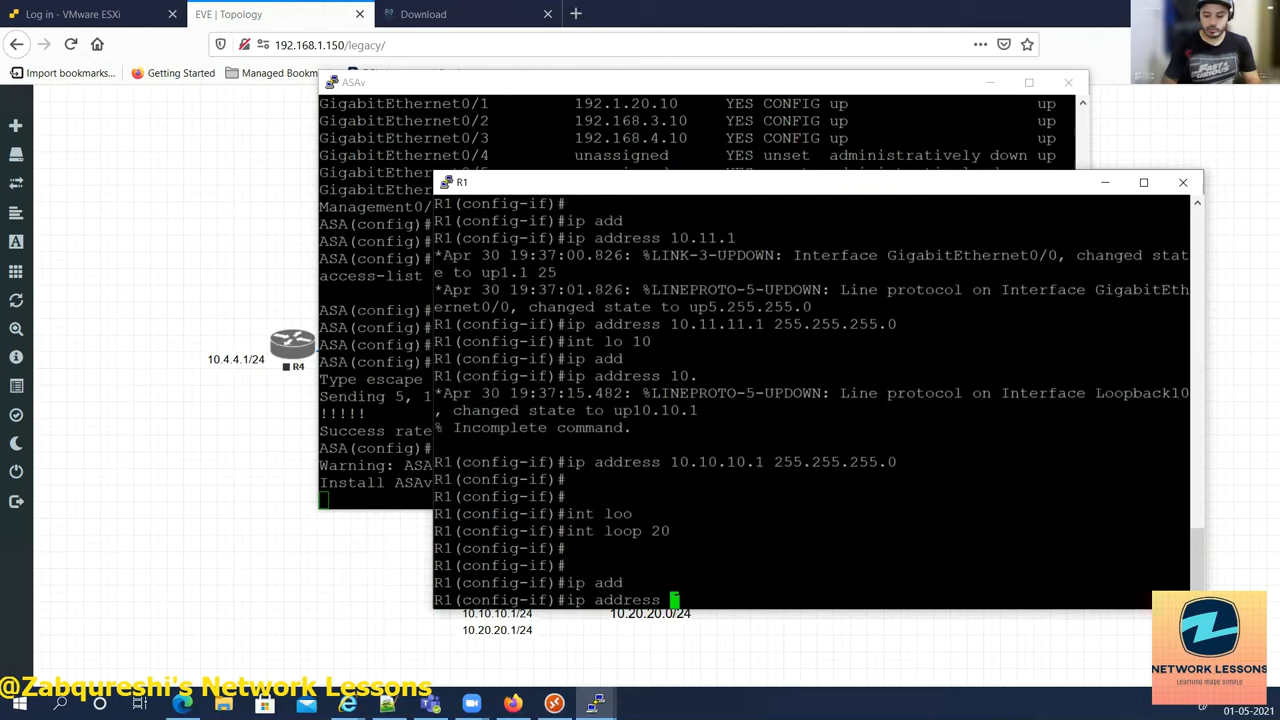 Log in - VMware ESXi
EVE | Topology
Download
192.168.1.150/legacy/
Import bookmarks...
Getting Started
Managed Bookm
ASAv
GigabitEthernet0/1 192.1.20.10 YES CONFIG up up
GigabitEthernet0/2 192.168.3.10 YES CONFIG up up
GigabitEthernet0/3 192.168.4.10 YES CONFIG up up
GigabitEthernet0/4 unassigned YES unset administratively down up
GigabitEther
GigabitEther
Management0/
ASA(config)#
ASA(config)#
ASA(config)#
access-list
ASA(config)#
ASA(config)#
ASA(config)#
ASA(config)#
Type escape
Sending 5, 1
!!!!!
Success rate
ASA(config)#
Warning: ASA
Install ASAv
R1
R1(config-if)#
R1(config-if)#ip add
R1(config-if)#ip address 10.11.1
*Apr 30 19:37:00.826: %LINK-3-UPDOWN: Interface GigabitEthernet0/0, changed stat
e to up1.1 25
*Apr 30 19:37:01.826: %LINEPROTO-5-UPDOWN: Line protocol on Interface GigabitEth
ernet0/0, changed state to up5.255.255.0
R1(config-if)#ip address 10.11.11.1 255.255.255.0
R1(config-if)#int lo 10
R1(config-if)#ip add
R1(config-if)#ip address 10.
*Apr 30 19:37:15.482: %LINEPROTO-5-UPDOWN: Line protocol on Interface Loopback10
, changed state to up10.10.1
% Incomplete command.
R1(config-if)#ip address 10.10.10.1 255.255.255.0
R1(config-if)#
R1(config-if)#
R1(config-if)#int loo
R1(config-if)#int loop 20
R1(config-if)#
R1(config-if)#
R1(config-if)#ip add
R1(config-if)#ip address
10.4.4.1/24
R4
10.10.10.1/24
10.20.20.0/24
10.20.20.1/24
NETWORK LESSONS
LEARNING MADE SIMPLE
@Zabqureshi's Network Lessons
01-05-2021